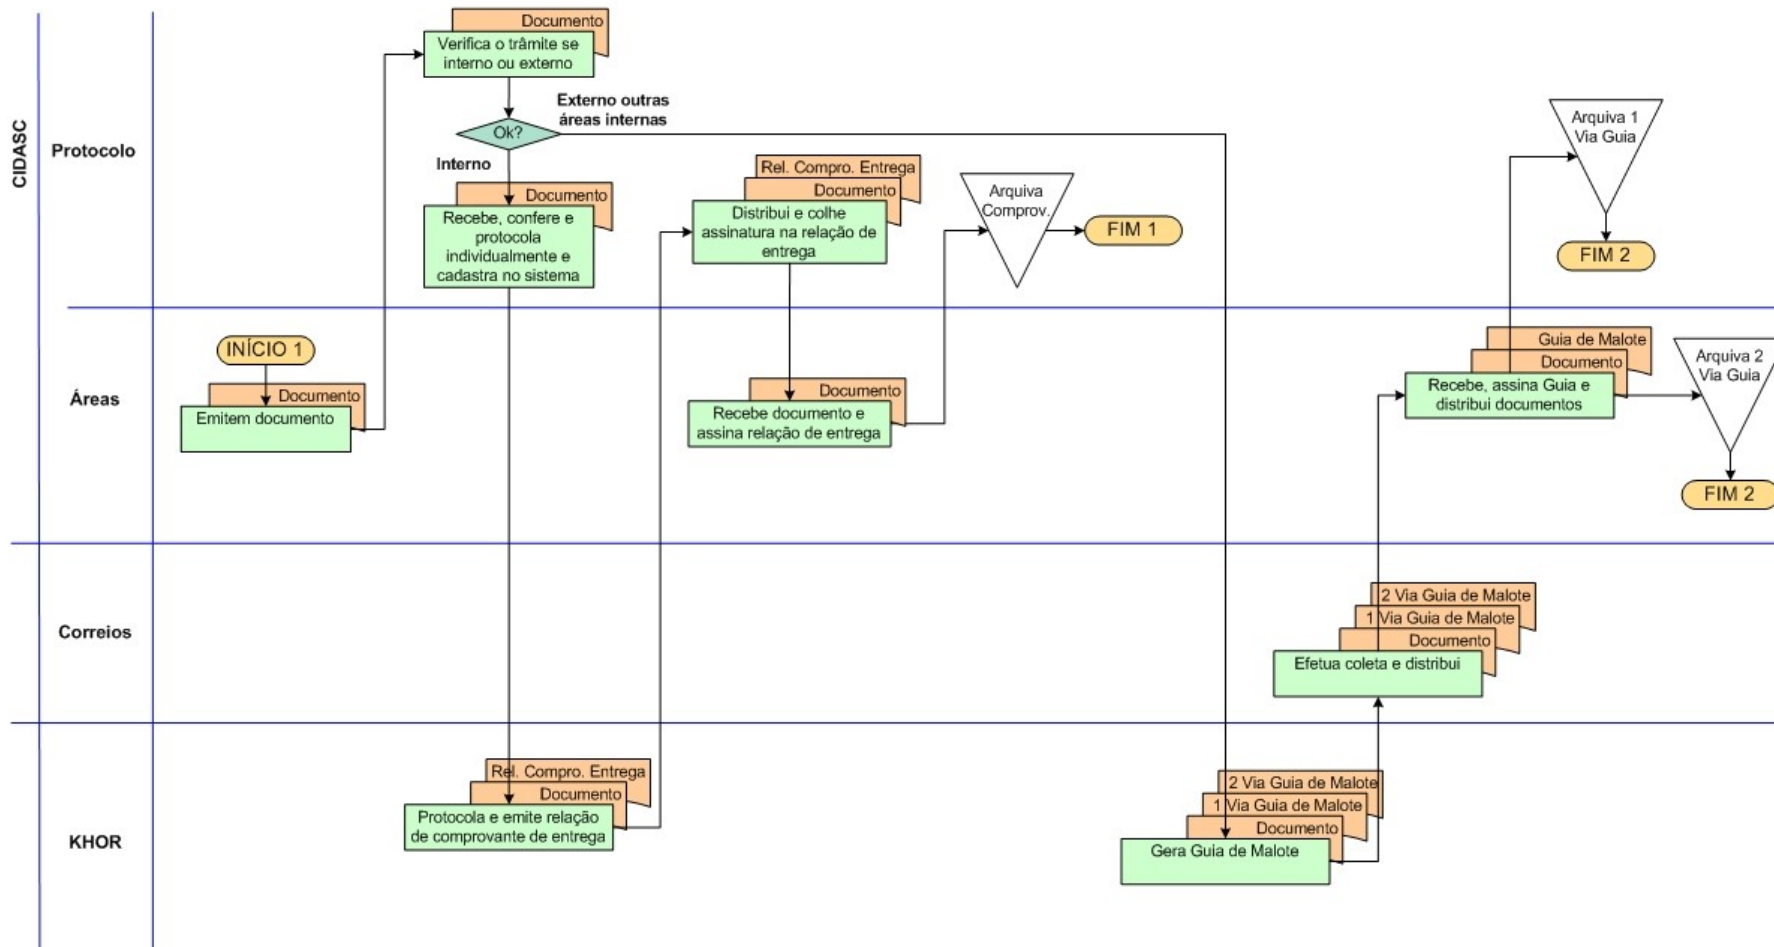 CIDASC
Protocolo
Documento
Verifica o trâmite se
interno ou externo
Ok?
Externo outras
áreas internas
Interno
Documento
Recebe, confere e
protocola
individualmente e
cadastra no sistema
Rel. Compro. Entrega
Documento
Distribui e colhe
assinatura na relação de
entrega
Arquiva
Comprov.
FIM 1
Arquiva 1
Via Guia
FIM 2
Áreas
INÍCIO 1
Documento
Emitem documento
Documento
Recebe documento e
assina relação de entrega
Guia de Malote
Documento
Recebe, assina Guia e
distribui documentos
Arquiva 2
Via Guia
FIM 2
Correios
2 Via Guia de Malote
1 Via Guia de Malote
Documento
Efetua coleta e distribui
KHOR
Rel. Compro. Entrega
Documento
Protocola e emite relação
de comprovante de entrega
2 Via Guia de Malote
1 Via Guia de Malote
Documento
Gera Guia de Malote